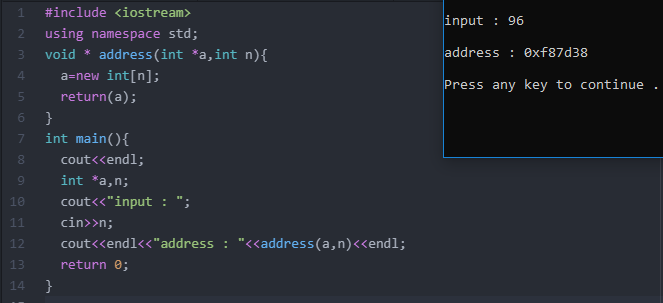 1 #include <iostream>
2 using namespace std;
3 void * address(int *a,int n){
4 a=new int[n];
5 return(a);
6 }
7 int main(){
8 cout<<endl;
9 int *a,n;
10 cout<<"input : ";
11 cin>>n;
12 cout<<endl<<"address : "<<address(a,n)<<endl;
13 return 0;
14 }
input : 96
address : 0xf87d38
Press any key to continue .